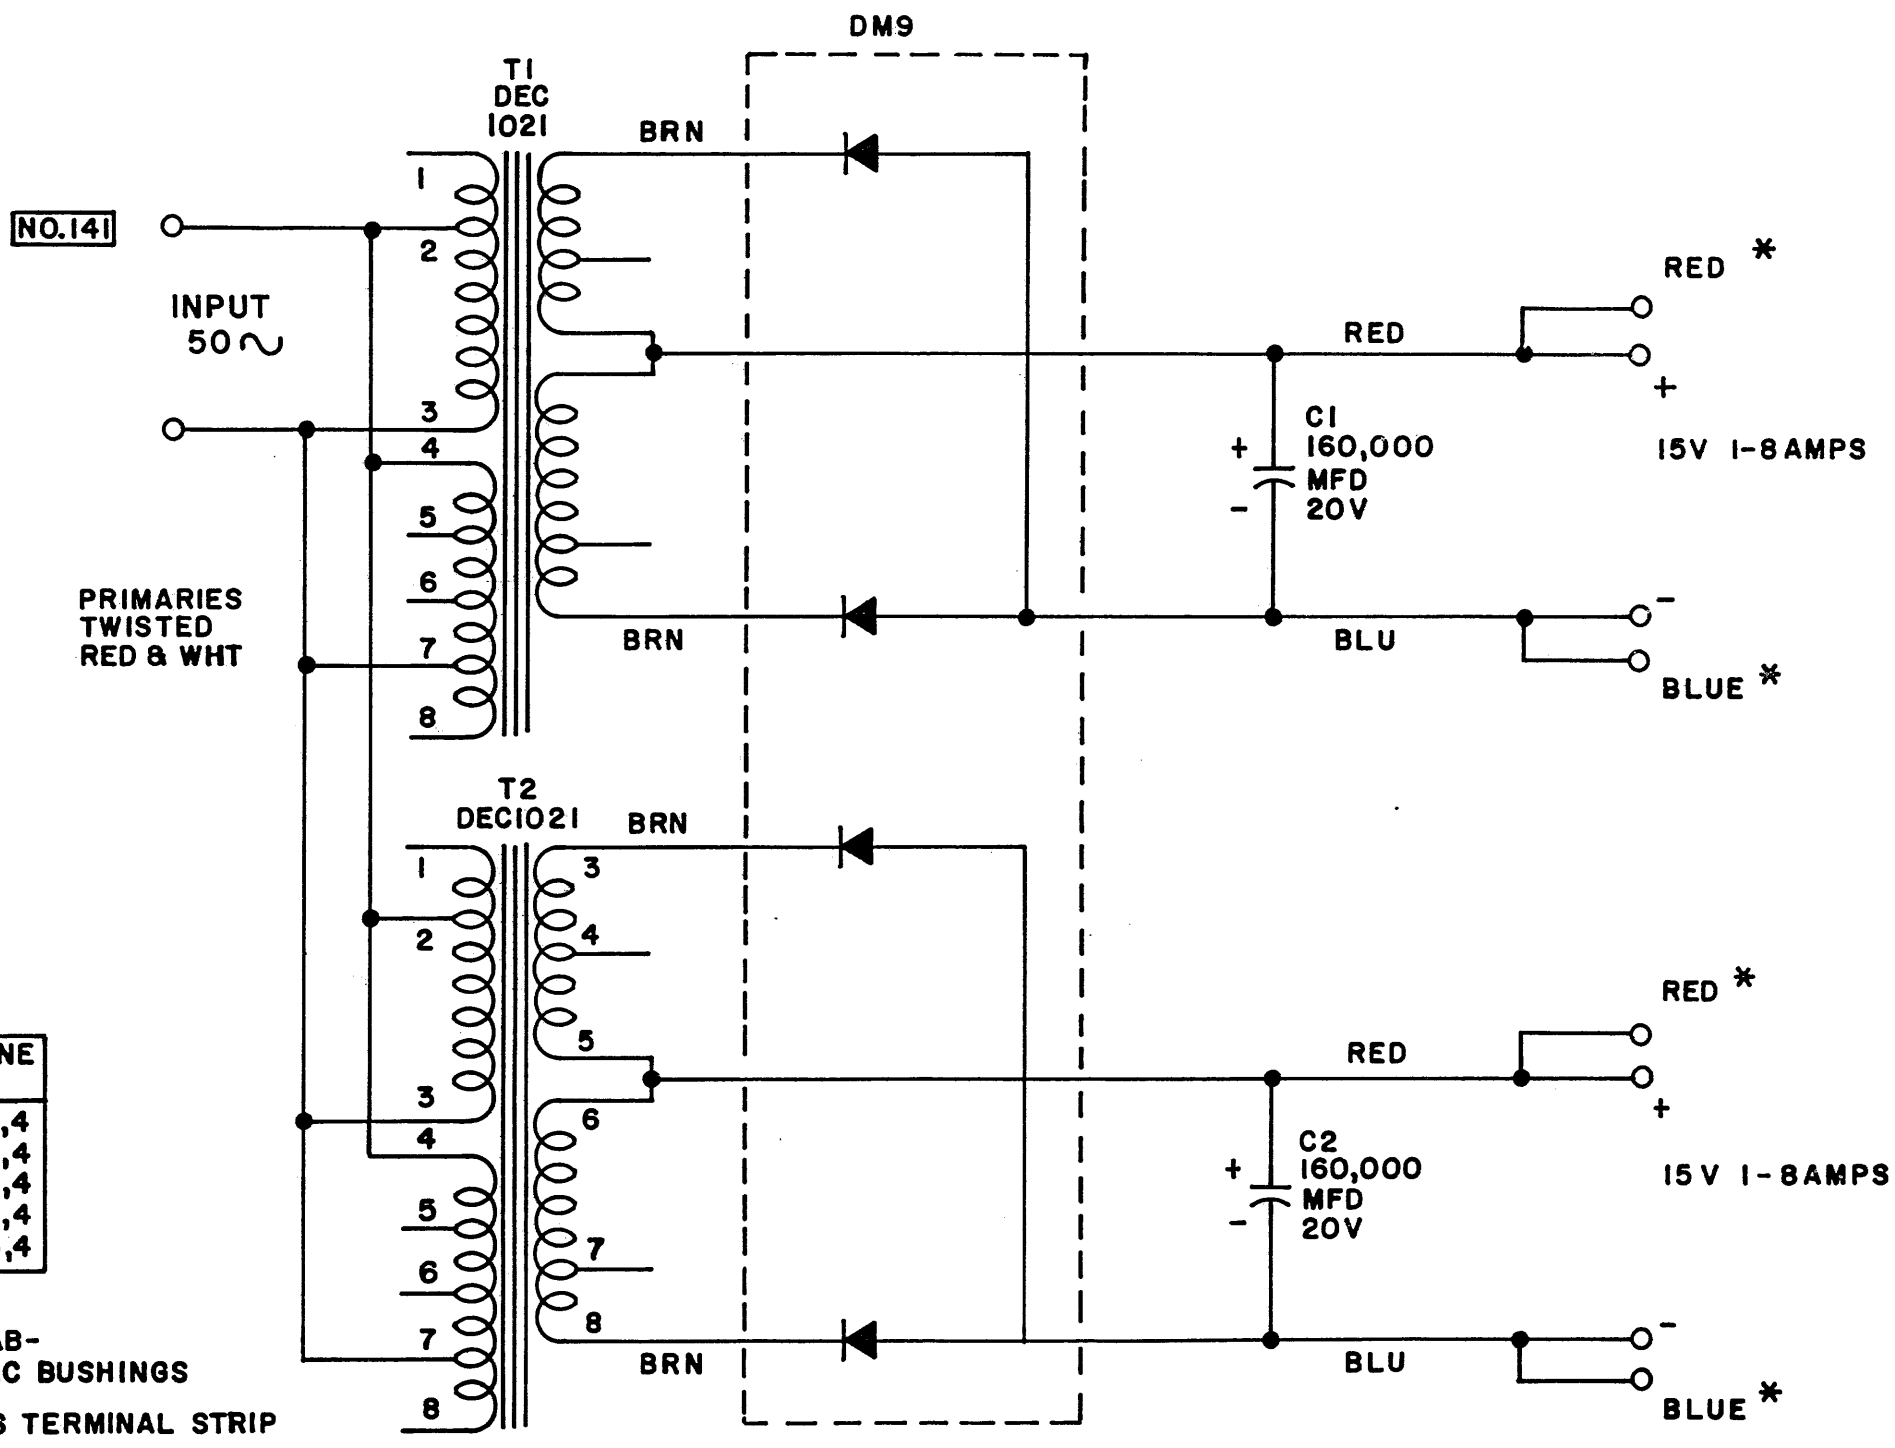 DM9
T1
DEC
1021
BRN
NO.141
INPUT
50∿
1
2
3
4
5
6
7
8
RED *
RED
+
15V 1-8AMPS
C1
160,000
MFD
20V
+
-
PRIMARIES
TWISTED
RED & WHT
BRN
BLU
-
BLUE *
T2
DEC1021
BRN
1
2
3
4
5
6
7
8
3
4
5
6
7
8
RED *
RED
+
15V 1-8AMPS
C2
160,000
MFD
20V
+
-
NE
,4
,4
,4
,4
,4
AB-
C BUSHINGS
S TERMINAL STRIP
BRN
BLU
-
BLUE *